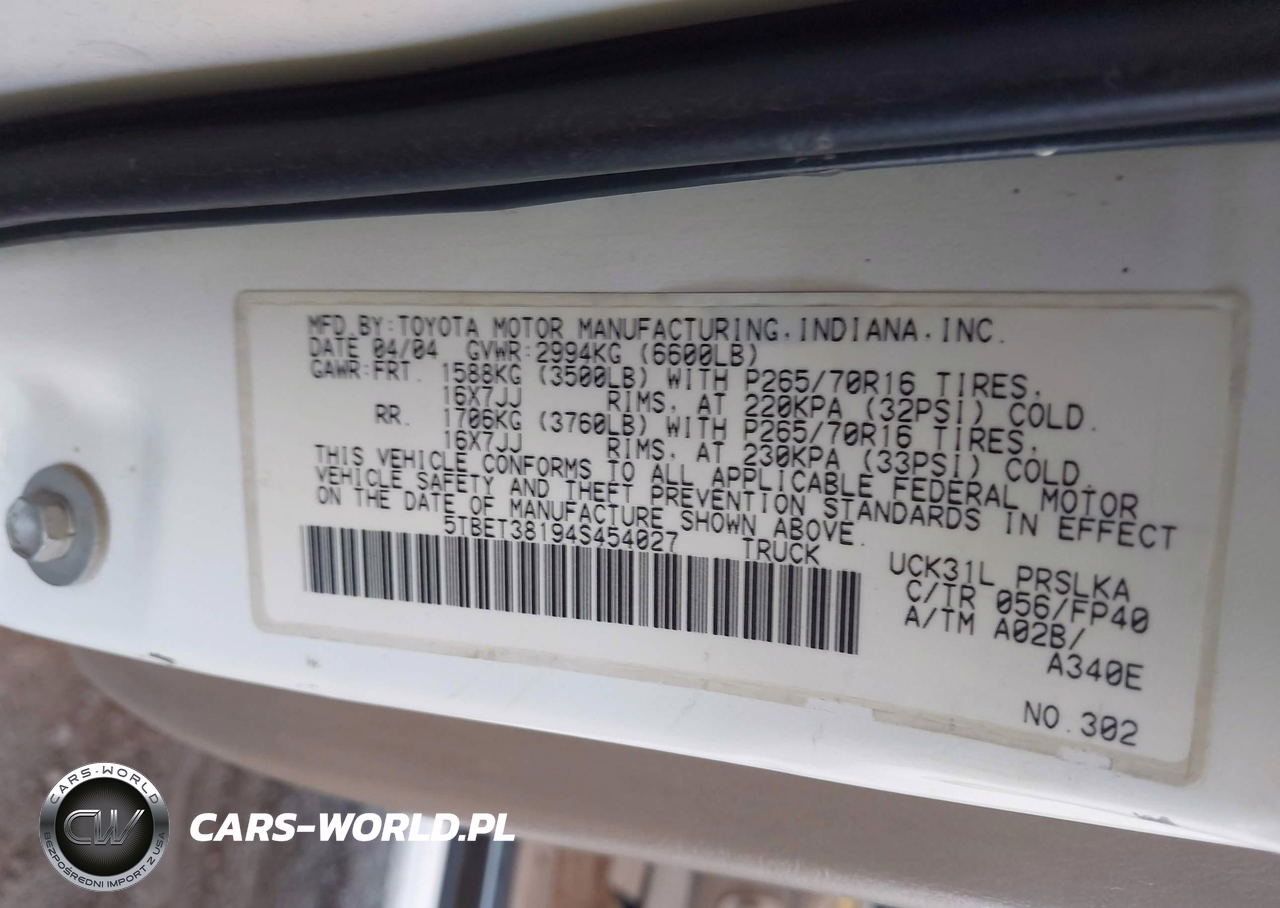 MFD.BY:TOYOTA MOTOR MANUFACTURING,INDIANA,INC.
DATE 04/04 GVWR:2994KG (6600LB)
GAWR:FRT. 1588KG (3500LB) WITH P265/70R16 TIRES,
16X7JJ RIMS, AT 220KPA (32PSI) COLD.
RR. 1706KG (3760LB) WITH P265/70R16 TIRES,
16X7JJ RIMS, AT 230KPA (33PSI) COLD.
THIS VEHICLE CONFORMS TO ALL APPLICABLE FEDERAL MOTOR
VEHICLE SAFETY AND THEFT PREVENTION STANDARDS IN EFFECT
ON THE DATE OF MANUFACTURE SHOWN ABOVE.
5TBET38194S454027 TRUCK
UCK31L PRSLKA
C/TR 056/FP40
A/TM A02B/
A340E
NO.302
CARS-WORLD
CW
BEZPOŚREDNI IMPORT Z USA
CARS-WORLD.PL